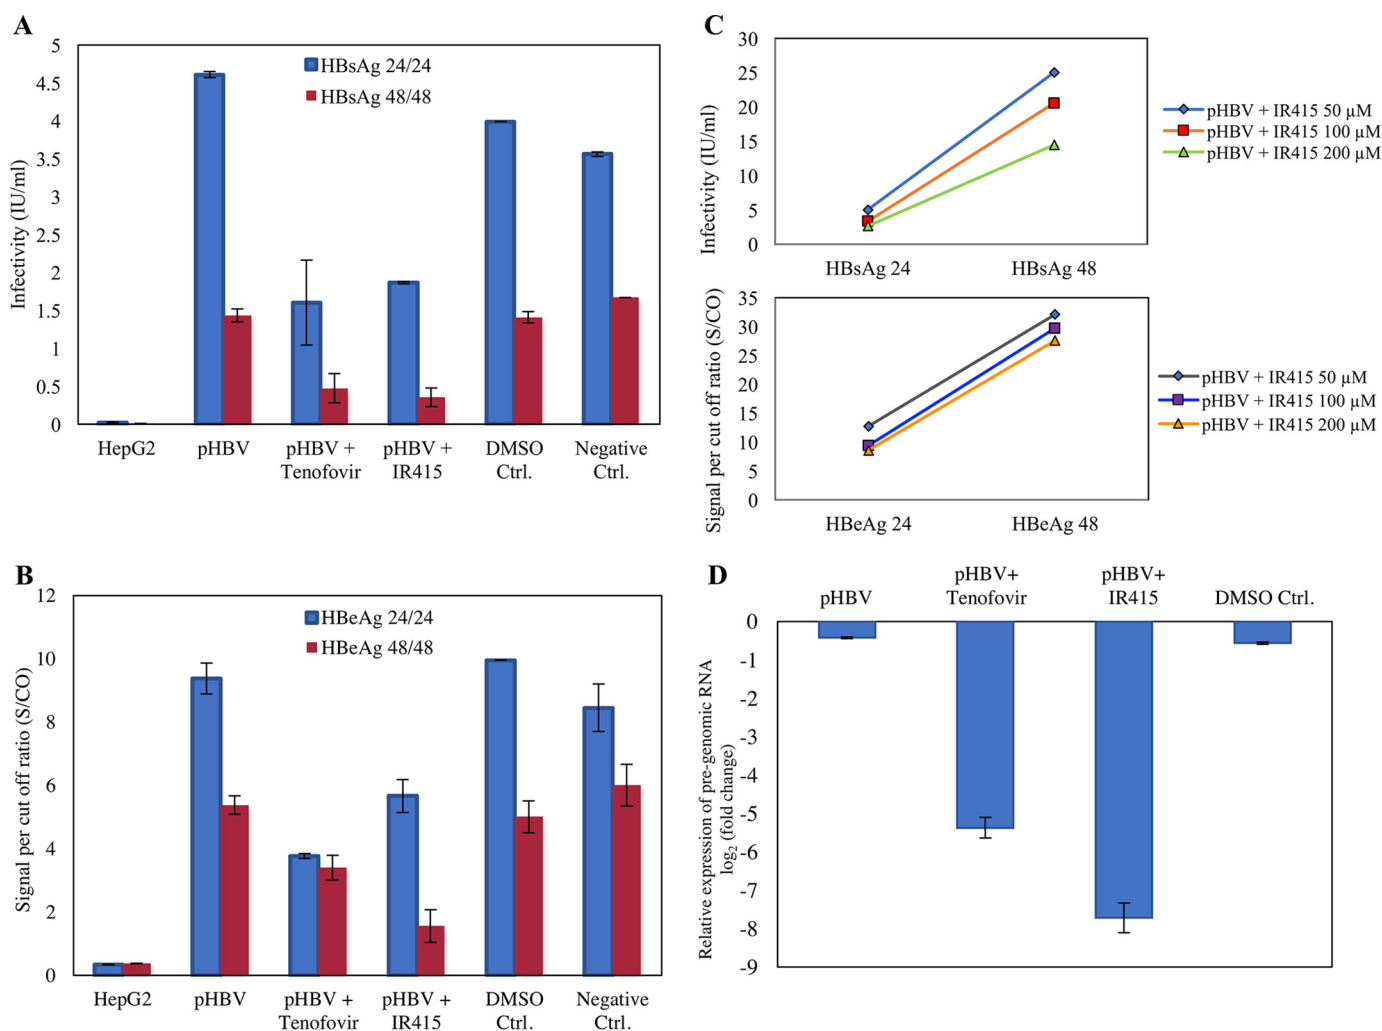 A
Infectivity (IU/ml)
5
4.5
4
3.5
3
2.5
2
1.5
1
0.5
0
HBsAg 24/24
HBsAg 48/48
HepG2
pHBV
pHBV +
Tenofovir
pHBV +
IR415
DMSO
Ctrl.
Negative
Ctrl.
B
Signal per cut off ratio (S/CO)
12
10
8
6
4
2
0
HBeAg 24/24
HBeAg 48/48
HepG2
pHBV
pHBV +
Tenofovir
pHBV +
IR415
DMSO
Ctrl.
Negative
Ctrl.
C
Infectivity (IU/ml)
30
25
20
15
10
5
0
HBsAg 24
HBsAg 48
pHBV + IR415 50 µM
pHBV + IR415 100 µM
pHBV + IR415 200 µM
Signal per cut off ratio (S/CO)
35
30
25
20
15
10
5
0
HBeAg 24
HBeAg 48
pHBV + IR415 50 µM
pHBV + IR415 100 µM
pHBV + IR415 200 µM
D
pHBV
pHBV+
Tenofovir
pHBV+
IR415
DMSO Ctrl.
Relative expression of pre-genomic RNA
log₂ (fold change)
0
-1
-2
-3
-4
-5
-6
-7
-8
-9